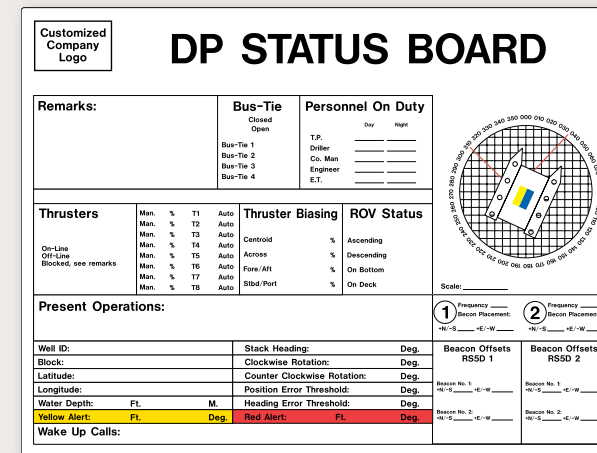 Customized
Company
Logo
DP STATUS BOARD
Remarks:
Bus-Tie
Closed
Open
Bus-Tie 1
Bus-Tie 2
Bus-Tie 3
Bus-Tie 4
Personnel On Duty
Day Night
T.P.
Driller
Co. Man
Engineer
E.T.
Thrusters
On-Line
Off-Line
Blocked, see remarks
Man. % T1 Auto
Man. % T2 Auto
Man. % T3 Auto
Man. % T4 Auto
Man. % T5 Auto
Man. % T6 Auto
Man. % T7 Auto
Man. % T8 Auto
Thruster Biasing
Centroid %
Across %
Fore/Aft %
Stbd/Port %
ROV Status
Ascending
Descending
On Bottom
On Deck
Scale:
Present Operations:
1 Frequency
Becon Placement:
+N/-S +E/-W
2 Frequency
Becon Placement:
+N/-S +E/-W
Well ID:
Block:
Latitude:
Longitude:
Water Depth: Ft. M.
Yellow Alert: Ft. Deg.
Stack Heading: Deg.
Clockwise Rotation: Deg.
Counter Clockwise Rotation: Deg.
Position Error Threshold: Deg.
Heading Error Threshold: Deg.
Red Alert: Ft. Deg.
Wake Up Calls:
Beacon Offsets
RS5D 1
Beacon No. 1:
+N/-S +E/-W
Beacon No. 2:
+N/-S +E/-W
Beacon Offsets
RS5D 2
Beacon No. 1:
+N/-S +E/-W
Beacon No. 2:
+N/-S +E/-W